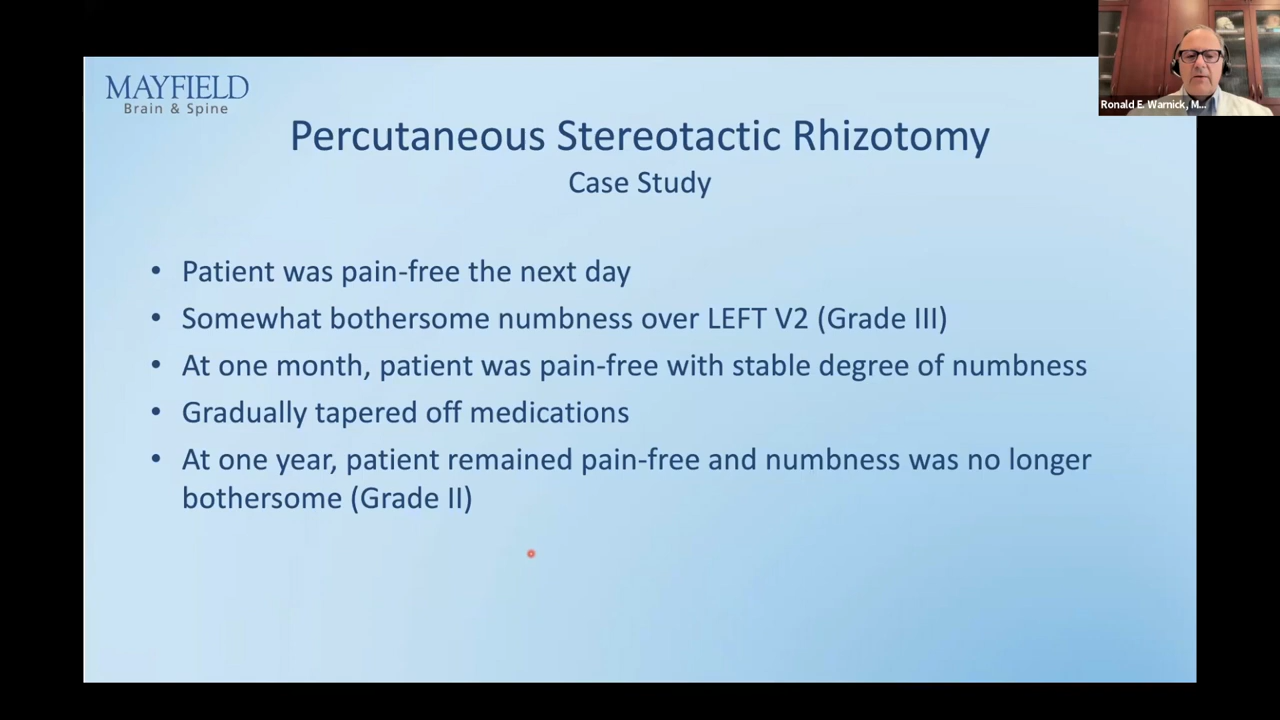 MAYFIELD
Brain & Spine
Ronald E. Warnick, M...
Percutaneous Stereotactic Rhizotomy
Case Study
• Patient was pain-free the next day
• Somewhat bothersome numbness over LEFT V2 (Grade III)
• At one month, patient was pain-free with stable degree of numbness
• Gradually tapered off medications
• At one year, patient remained pain-free and numbness was no longer
bothersome (Grade II)